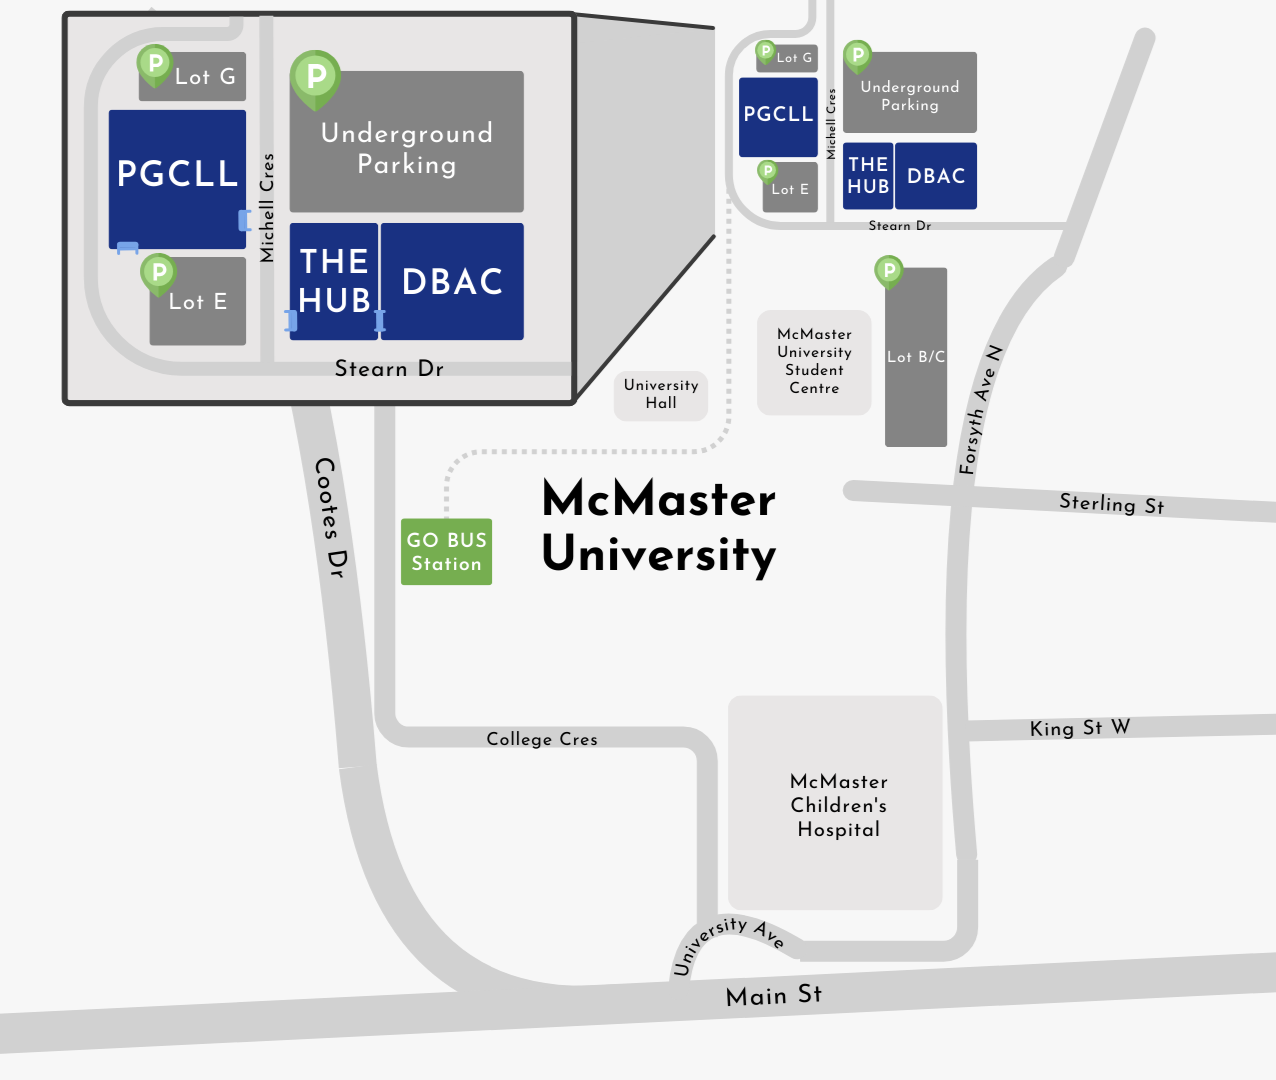 P
Lot G
P
Underground
Parking
PGCLL
Michell Cres
P
Lot E
THE
HUB
DBAC
Stearn Dr
P
Lot G
P
Underground
Parking
PGCLL
Michell Cres
P
Lot E
THE
HUB
DBAC
Stearn Dr
P
Lot B/C
McMaster
University
Student
Centre
University
Hall
Forsyth Ave N
Cootes Dr
McMaster
University
Sterling St
GO BUS
Station
College Cres
King St W
McMaster
Children's
Hospital
University Ave
Main St